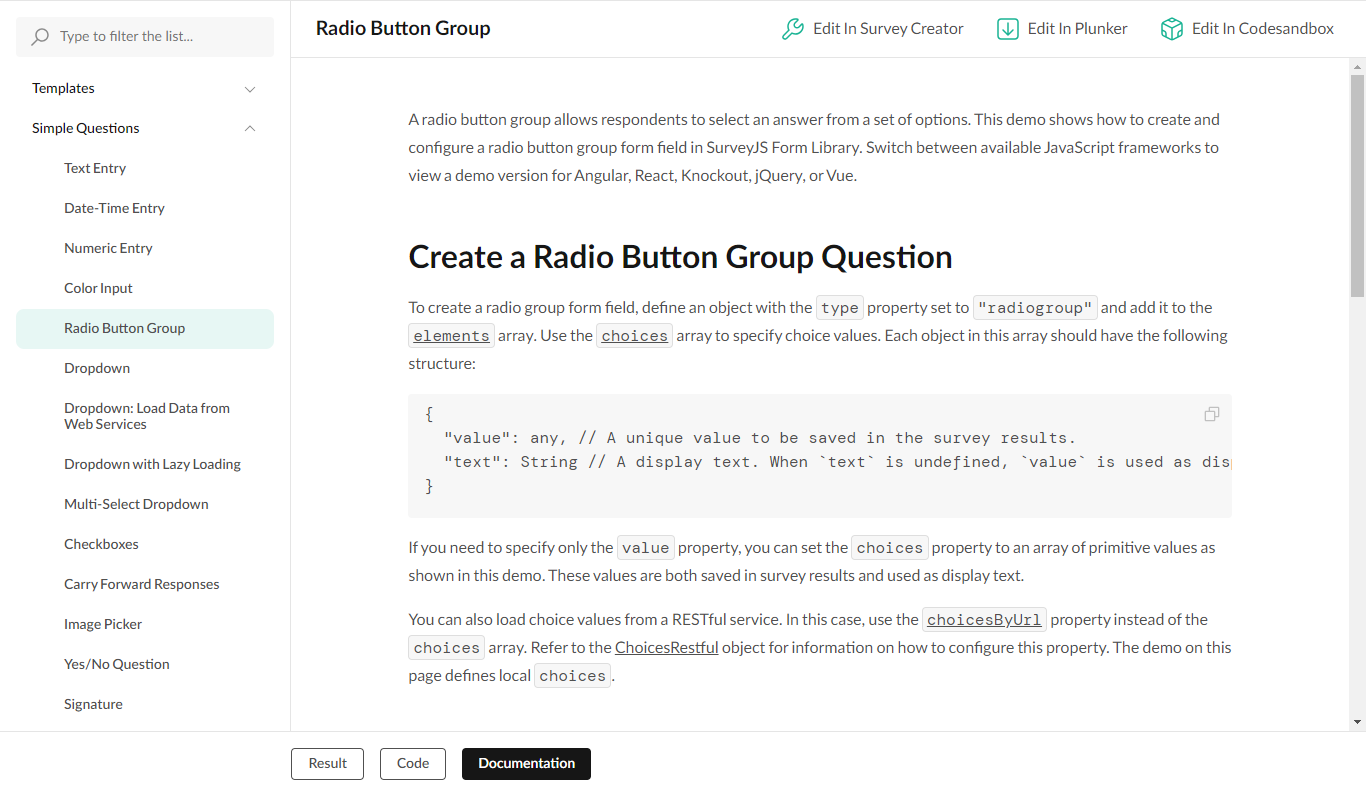 Type to filter the list...
Templates
Simple Questions
Text Entry
Date-Time Entry
Numeric Entry
Color Input
Radio Button Group
Dropdown
Dropdown: Load Data from
Web Services
Dropdown with Lazy Loading
Multi-Select Dropdown
Checkboxes
Carry Forward Responses
Image Picker
Yes/No Question
Signature
Radio Button Group
Edit In Survey Creator
Edit In Plunker
Edit In Codesandbox
A radio button group allows respondents to select an answer from a set of options. This demo shows how to create and
configure a radio button group form field in SurveyJS Form Library. Switch between available JavaScript frameworks to
view a demo version for Angular, React, Knockout, jQuery, or Vue.
Create a Radio Button Group Question
To create a radio group form field, define an object with the type property set to "radiogroup" and add it to the
elements array. Use the choices array to specify choice values. Each object in this array should have the following
structure:
{
"value": any, // A unique value to be saved in the survey results.
"text": String // A display text. When `text` is undefined, `value` is used as dis
}
If you need to specify only the value property, you can set the choices property to an array of primitive values as
shown in this demo. These values are both saved in survey results and used as display text.
You can also load choice values from a RESTful service. In this case, use the choicesByUrl property instead of the
choices array. Refer to the ChoicesRestful object for information on how to configure this property. The demo on this
page defines local choices.
Result
Code
Documentation